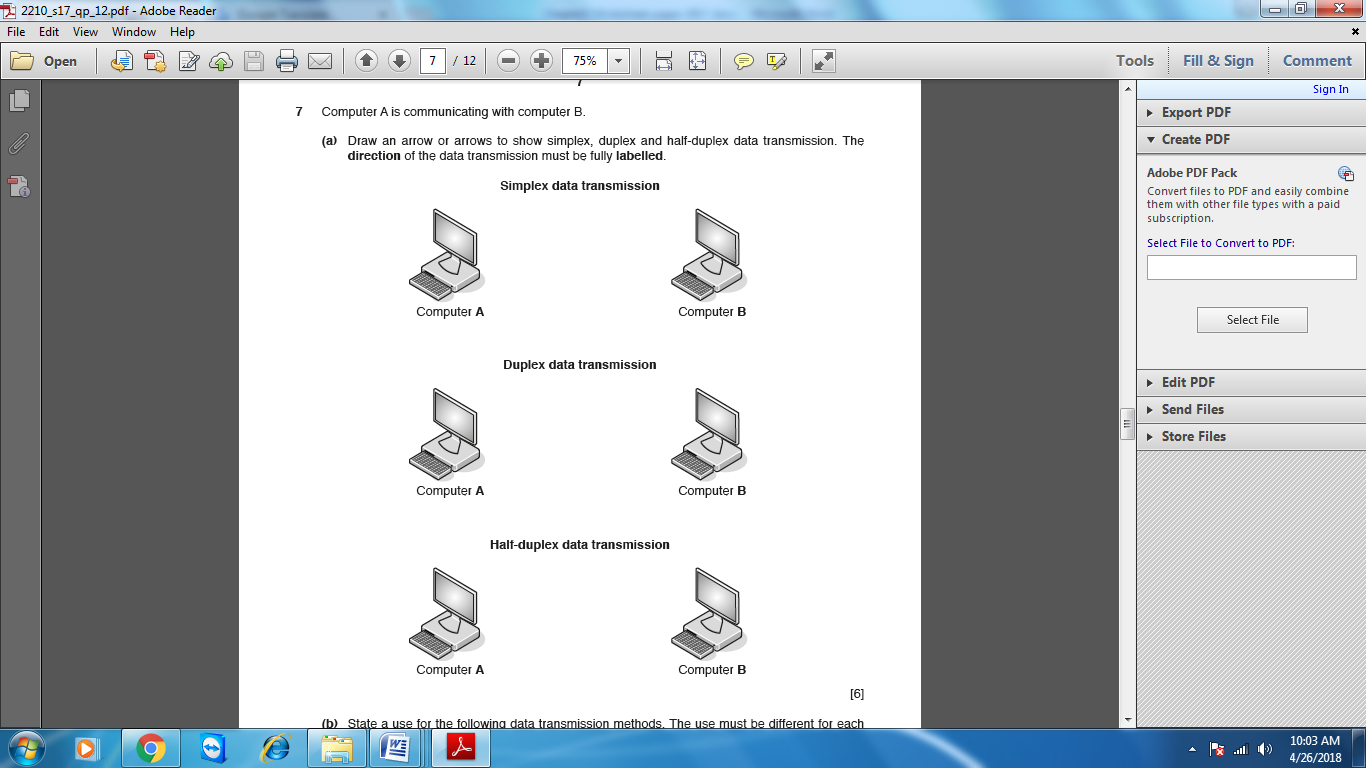 2210_s17_qp_12.pdf - Adobe Reader
File Edit View Window Help
Open 7 / 12 75% Tools Fill & Sign Comment
Sign In
7 Computer A is communicating with computer B.
(a) Draw an arrow or arrows to show simplex, duplex and half-duplex data transmission. The
direction of the data transmission must be fully labelled.
Simplex data transmission
Computer A Computer B
Duplex data transmission
Computer A Computer B
Half-duplex data transmission
Computer A Computer B
[6]
(b) State a use for the following data transmission methods. The use must be different for each
Export PDF
Create PDF
Adobe PDF Pack
Convert files to PDF and easily combine
them with other file types with a paid
subscription.
Select File to Convert to PDF:
Select File
Edit PDF
Send Files
Store Files
10:03 AM
4/26/2018